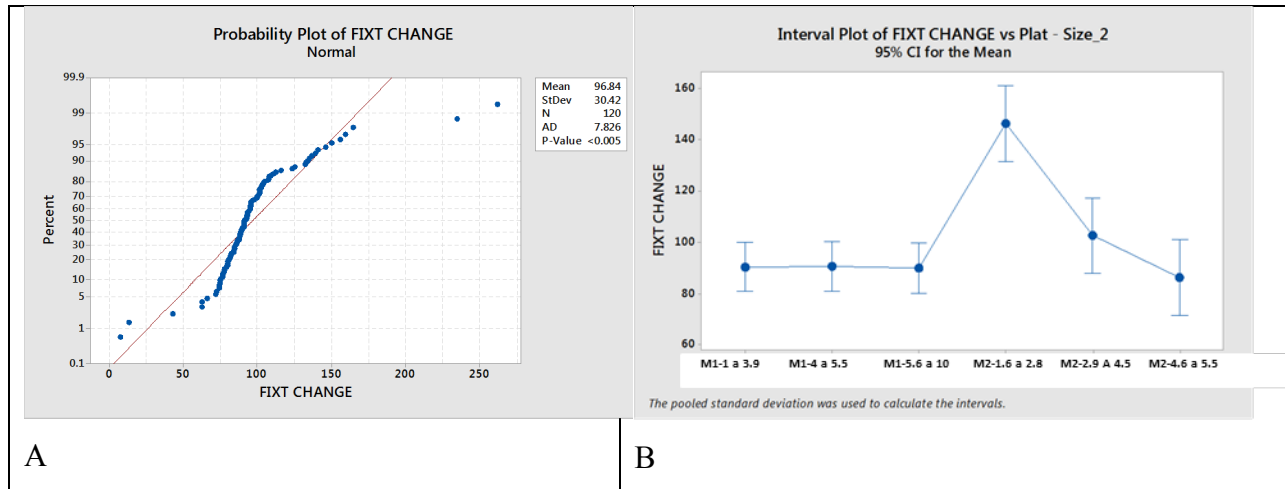 Probability Plot of FIXT CHANGE
Normal
99.9
99
95
90
80
70
60
50
40
30
20
10
5
1
0.1
Percent
0 50 100 150 200 250
FIXT CHANGE
Mean 96.84
StDev 30.42
N 120
AD 7.826
P-Value <0.005
A
Interval Plot of FIXT CHANGE vs Plat - Size_2
95% CI for the Mean
160
140
120
100
80
60
FIXT CHANGE
M1-1 a 3.9 M1-4 a 5.5 M1-5.6 a 10 M2-1.6 a 2.8 M2-2.9 A 4.5 M2-4.6 a 5.5
The pooled standard deviation was used to calculate the intervals.
B